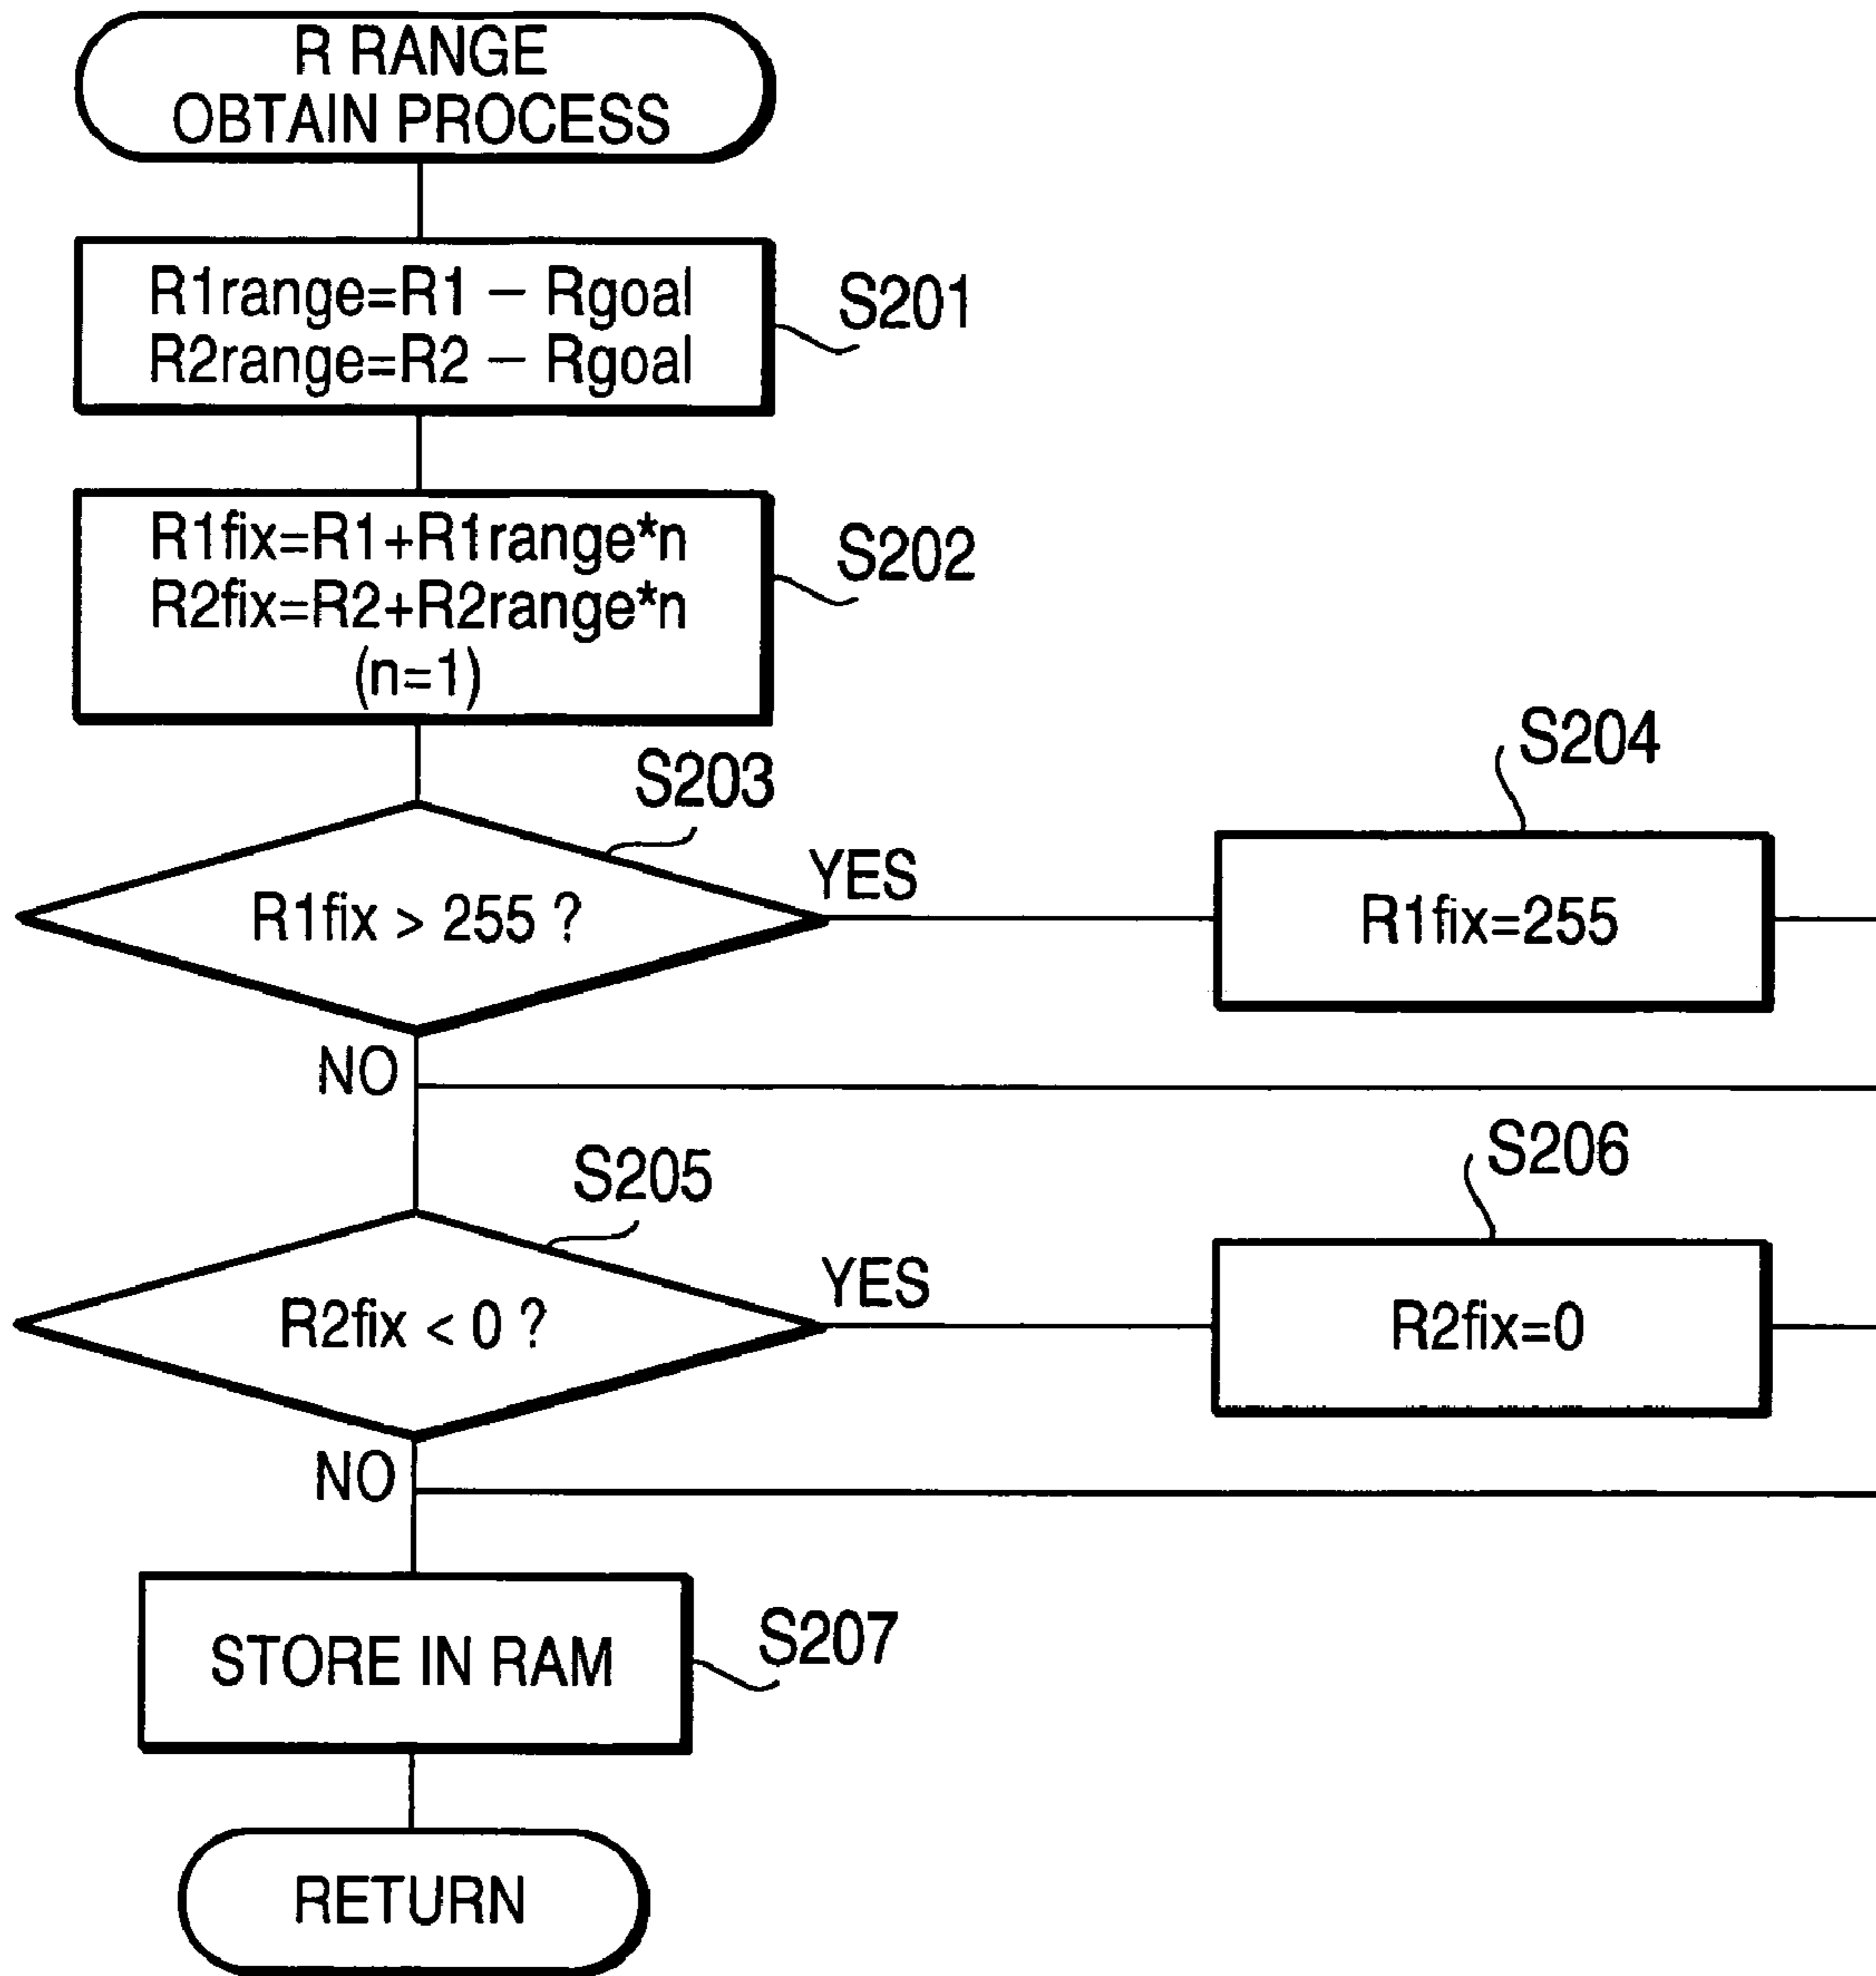 R RANGE
OBTAIN PROCESS
R1range=R1 — Rgoal
R2range=R2 — Rgoal
S201
R1fix=R1+R1range*n
R2fix=R2+R2range*n
(n=1)
S202
S203
R1fix > 255 ?
YES
NO
S204
R1fix=255
S205
R2fix < 0 ?
YES
NO
S206
R2fix=0
STORE IN RAM
S207
RETURN